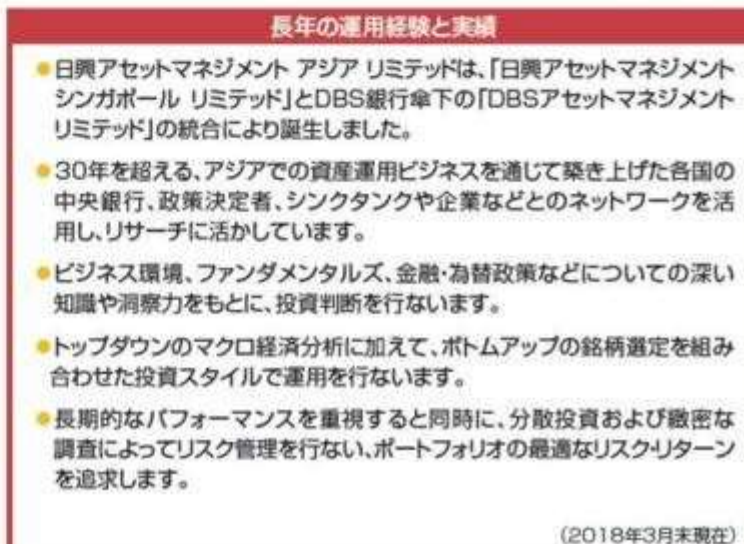 長年の運用経験と実績
●日興アセットマネジメント アジア リミテッドは、「日興アセットマネジメント
シンガポール リミテッド」とDBS銀行傘下の「DBSアセットマネジメント
リミテッド」の統合により誕生しました。
●30年を超える、アジアでの資産運用ビジネスを通じて築き上げた各国の
中央銀行、政策決定者、シンクタンクや企業などとのネットワークを活
用し、リサーチに活かしています。
●ビジネス環境、ファンダメンタルズ、金融・為替政策などについての深い
知識や洞察力をもとに、投資判断を行ないます。
●トップダウンのマクロ経済分析に加えて、ボトムアップの銘柄選定を組み
合わせた投資スタイルで運用を行ないます。
●長期的なパフォーマンスを重視すると同時に、分散投資および緻密な
調査によってリスク管理を行ない、ポートフォリオの最適なリスク・リターン
を追求します。
(2018年3月末現在)